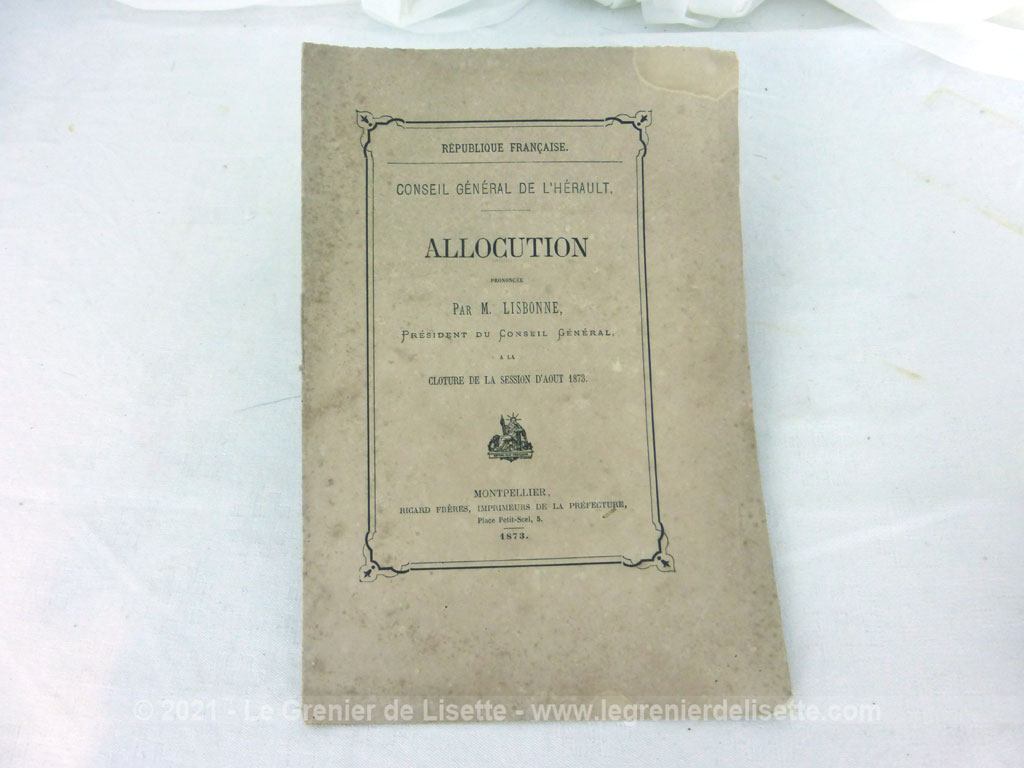 RÉPUBLIQUE FRANÇAISE.
CONSEIL GÉNÉRAL DE L'HÉRAULT.
ALLOCUTION
PRONONCÉE
PAR M. LISBONNE,
PRÉSIDENT DU CONSEIL GÉNÉRAL,
A LA
CLOTURE DE LA SESSION D'AOUT 1873.
MONTPELLIER,
RICARD FRÈRES, IMPRIMEURS DE LA PRÉFECTURE,
Place Petit-Scel, 5.
1873.
© 2021 - Le Grenier de Lisette - www.legrenierdelisette.com